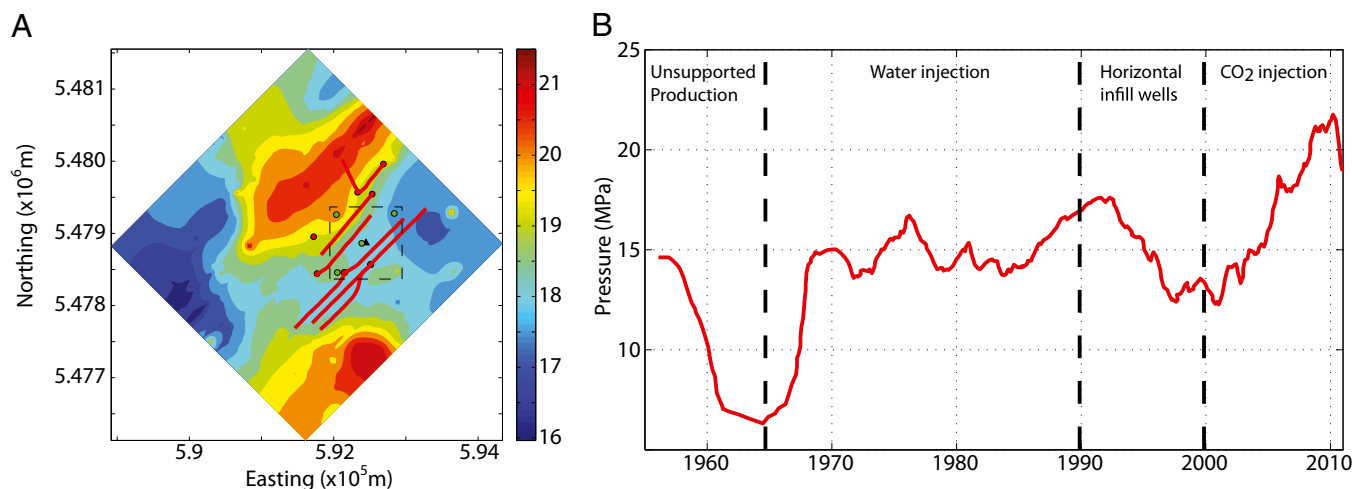 A
5.481
5.480
5.479
5.478
5.477
Northing (x10⁶m)
5.9
5.92
5.94
Easting (x10⁵m)
21
20
19
18
17
16
B
25
20
15
10
Pressure (MPa)
Unsupported
Production
Water injection
Horizontal
infill wells
CO₂ injection
1960
1970
1980
1990
2000
2010